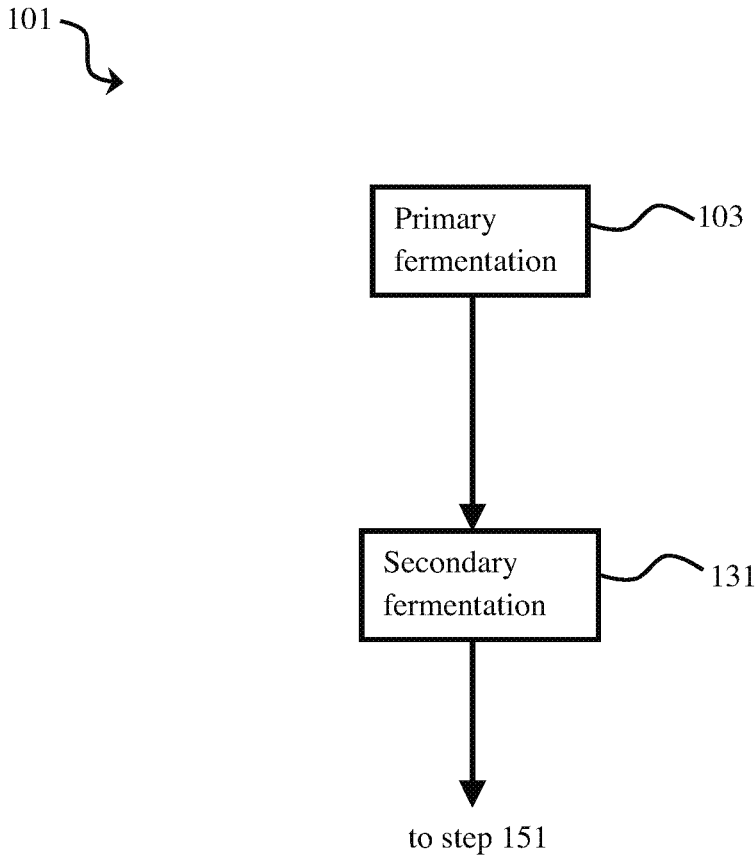 101
Primary
fermentation
103
Secondary
fermentation
131
to step 151